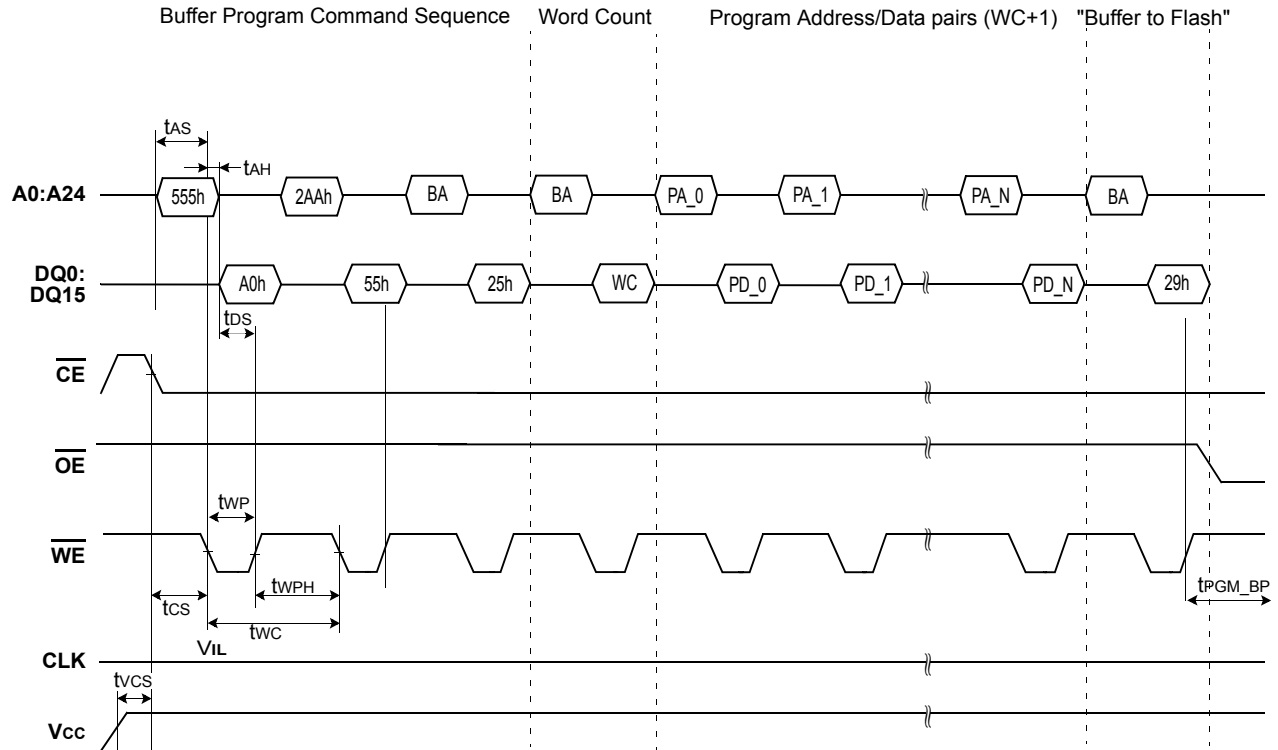 Buffer Program Command Sequence Word Count Program Address/Data pairs (WC+1) "Buffer to Flash"
tAS
tAH
A0:A24 555h 2AAh BA BA PA_0 PA_1 PA_N BA
DQ0:
DQ15 A0h 55h 25h WC PD_0 PD_1 PD_N 29h
tDS
CE
OE
tWP
WE
tWPH
tPGM_BP
tCS
tWC
VIL
CLK
tVCS
Vcc